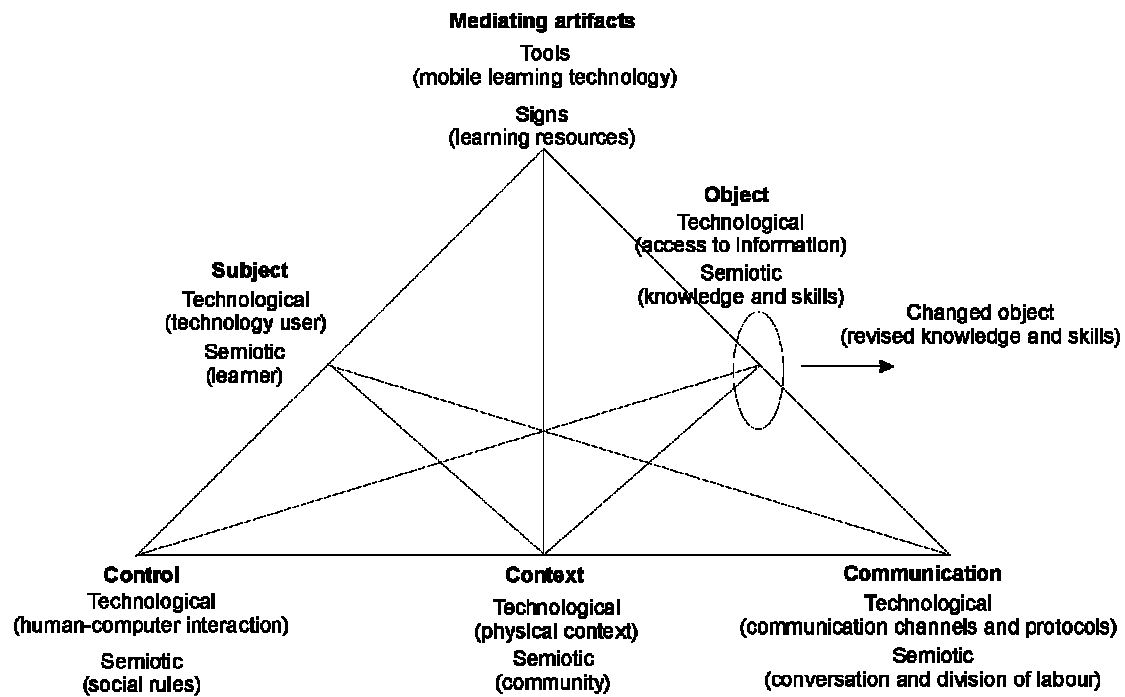 Mediating artifacts
Tools
(mobile learning technology)
Signs
(learning resources)
Object
Technological
(access to information)
Semiotic
(knowledge and skills)
Subject
Technological
(technology user)
Semiotic
(learner)
Changed object
(revised knowledge and skills)
Control
Technological
(human-computer interaction)
Semiotic
(social rules)
Context
Technological
(physical context)
Semiotic
(community)
Communication
Technological
(communication channels and protocols)
Semiotic
(conversation and division of labour)